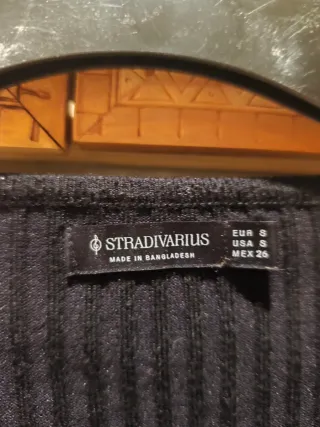 STRADIVARIUS
MADE IN BANGLADESH
EUR S
USA S
MEX 26